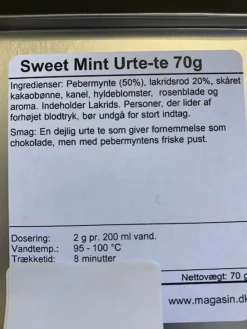 Sweet Mint Urte-te 70g
Ingredienser: Pebermynte (50%), lakridsrod 20%, skåret
kakaobønne, kanel, hyldeblomster, rosenblade og
aroma. Indeholder Lakrids. Personer, der lider af
forhøjet blodtryk, bør undgå for stort indtag.
Smag: En dejlig urte te som giver fornemmelse som
chokolade, men med pebermyntens friske pust.
Dosering: 2 g pr. 200 ml vand.
Vandtemp.: 95 - 100 °C
Trækketid: 8 minutter
Nettovægt: 70 g
www.magasin.dk